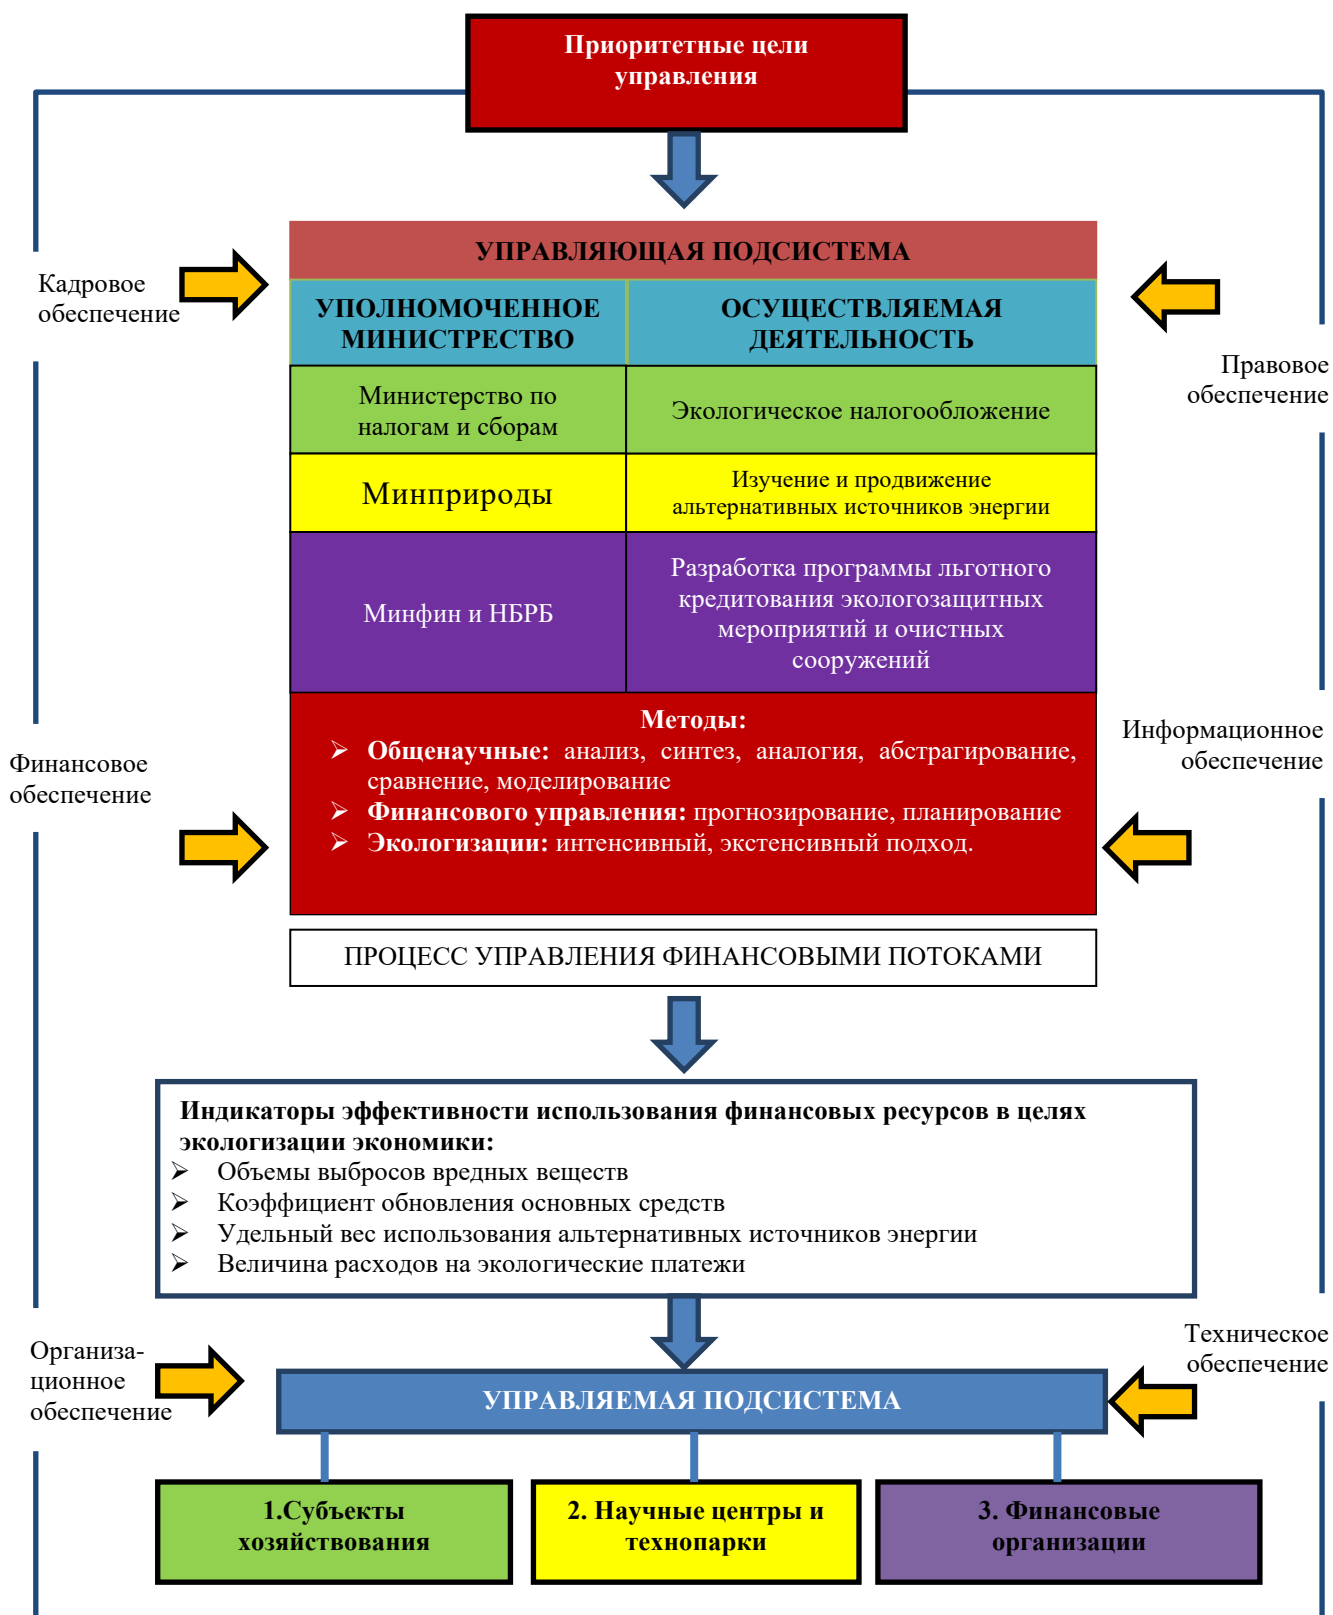 Приоритетные цели
управления
УПРАВЛЯЮЩАЯ ПОДСИСТЕМА
Кадровое
обеспечение
УПОЛНОМОЧЕННОЕ
МИНИСТРЕСТВО
ОСУЩЕСТВЛЯЕМАЯ
ДЕЯТЕЛЬНОСТЬ
Правовое
обеспечение
Министерство по
налогам и сборам
Экологическое налогообложение
Минприроды
Изучение и продвижение
альтернативных источников энергии
Минфин и НБРБ
Разработка программы льготного
кредитования экологозащитных
мероприятий и очистных
сооружений
Финансовое
обеспечение
Методы:
➢ Общенаучные: анализ, синтез, аналогия, абстрагирование,
сравнение, моделирование
➢ Финансового управления: прогнозирование, планирование
➢ Экологизации: интенсивный, экстенсивный подход.
Информационное
обеспечение
ПРОЦЕСС УПРАВЛЕНИЯ ФИНАНСОВЫМИ ПОТОКАМИ
Индикаторы эффективности использования финансовых ресурсов в целях
экологизации экономики:
➢ Объемы выбросов вредных веществ
➢ Коэффициент обновления основных средств
➢ Удельный вес использования альтернативных источников энергии
➢ Величина расходов на экологические платежи
Организа-
ционное
обеспечение
Техническое
обеспечение
УПРАВЛЯЕМАЯ ПОДСИСТЕМА
1.Субъекты
хозяйствования
2. Научные центры и
технопарки
3. Финансовые
организации